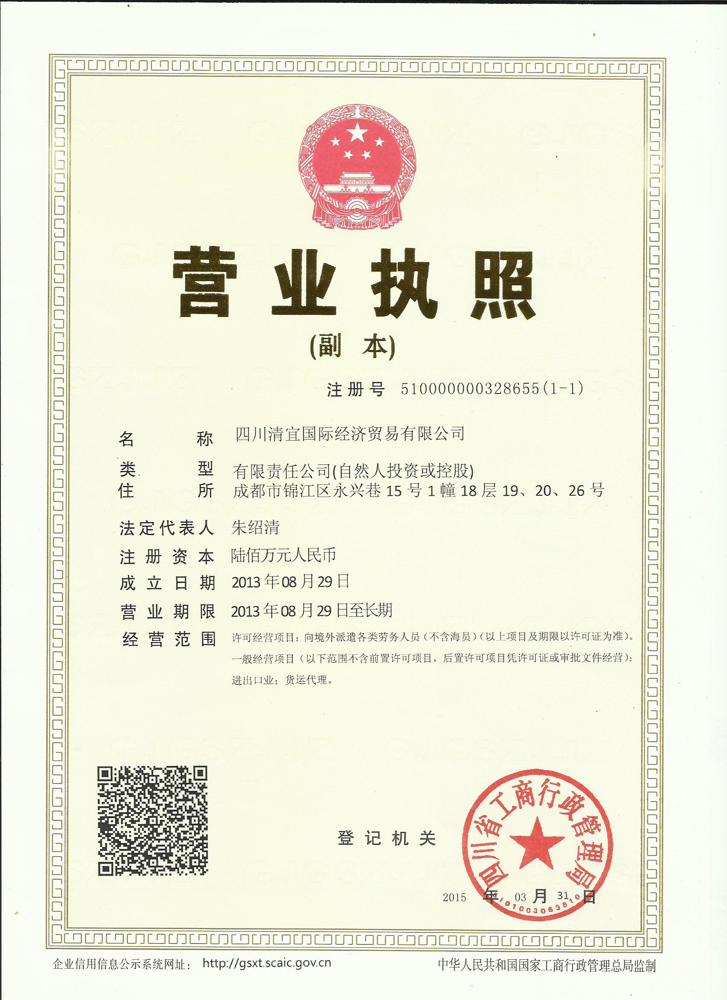 营业执照
(副 本)
注册号 510000000328655(1-1)
名称 四川清宜国际经济贸易有限公司
类型 有限责任公司(自然人投资或控股)
住所 成都市锦江区永兴巷 15 号 1 幢 18 层 19、20、26 号
法定代表人 朱绍清
注册资本 陆佰万元人民币
成立日期 2013 年 08 月 29 日
营业期限 2013 年 08 月 29 日至长期
经营范围 许可经营项目：向境外派遣各类劳务人员（不含海员）（以上项目及期限以许可证为准）。
一般经营项目（以下范围不含前置许可项目，后置许可项目凭许可证或审批文件经营）：
进出口业；货运代理。
四川省工商行政管理局
登记机关
2015 年 03 月 31 日
5101003063810
企业信用信息公示系统网址： http://gsxt.scaic.gov.cn
中华人民共和国国家工商行政管理总局监制